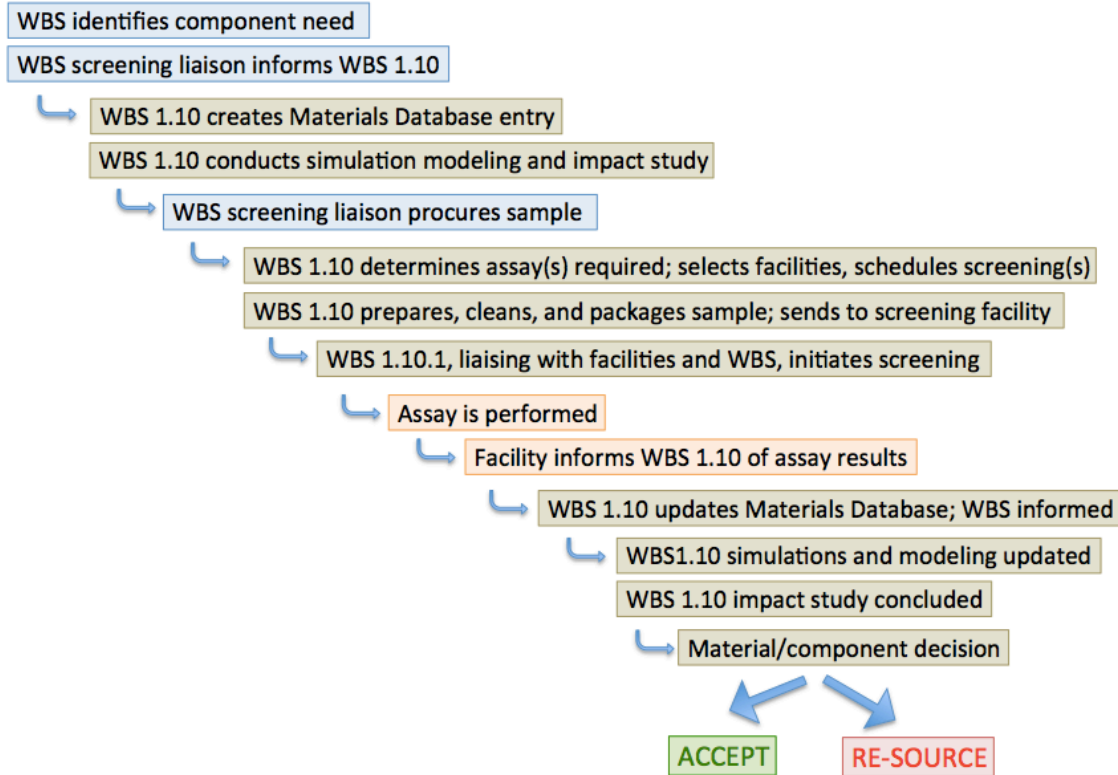 WBS identifies component need
WBS screening liaison informs WBS 1.10
WBS 1.10 creates Materials Database entry
WBS 1.10 conducts simulation modeling and impact study
WBS screening liaison procures sample
WBS 1.10 determines assay(s) required; selects facilities, schedules screening(s)
WBS 1.10 prepares, cleans, and packages sample; sends to screening facility
WBS 1.10.1, liaising with facilities and WBS, initiates screening
Assay is performed
Facility informs WBS 1.10 of assay results
WBS 1.10 updates Materials Database; WBS informed
WBS1.10 simulations and modeling updated
WBS 1.10 impact study concluded
Material/component decision
ACCEPT
RE-SOURCE